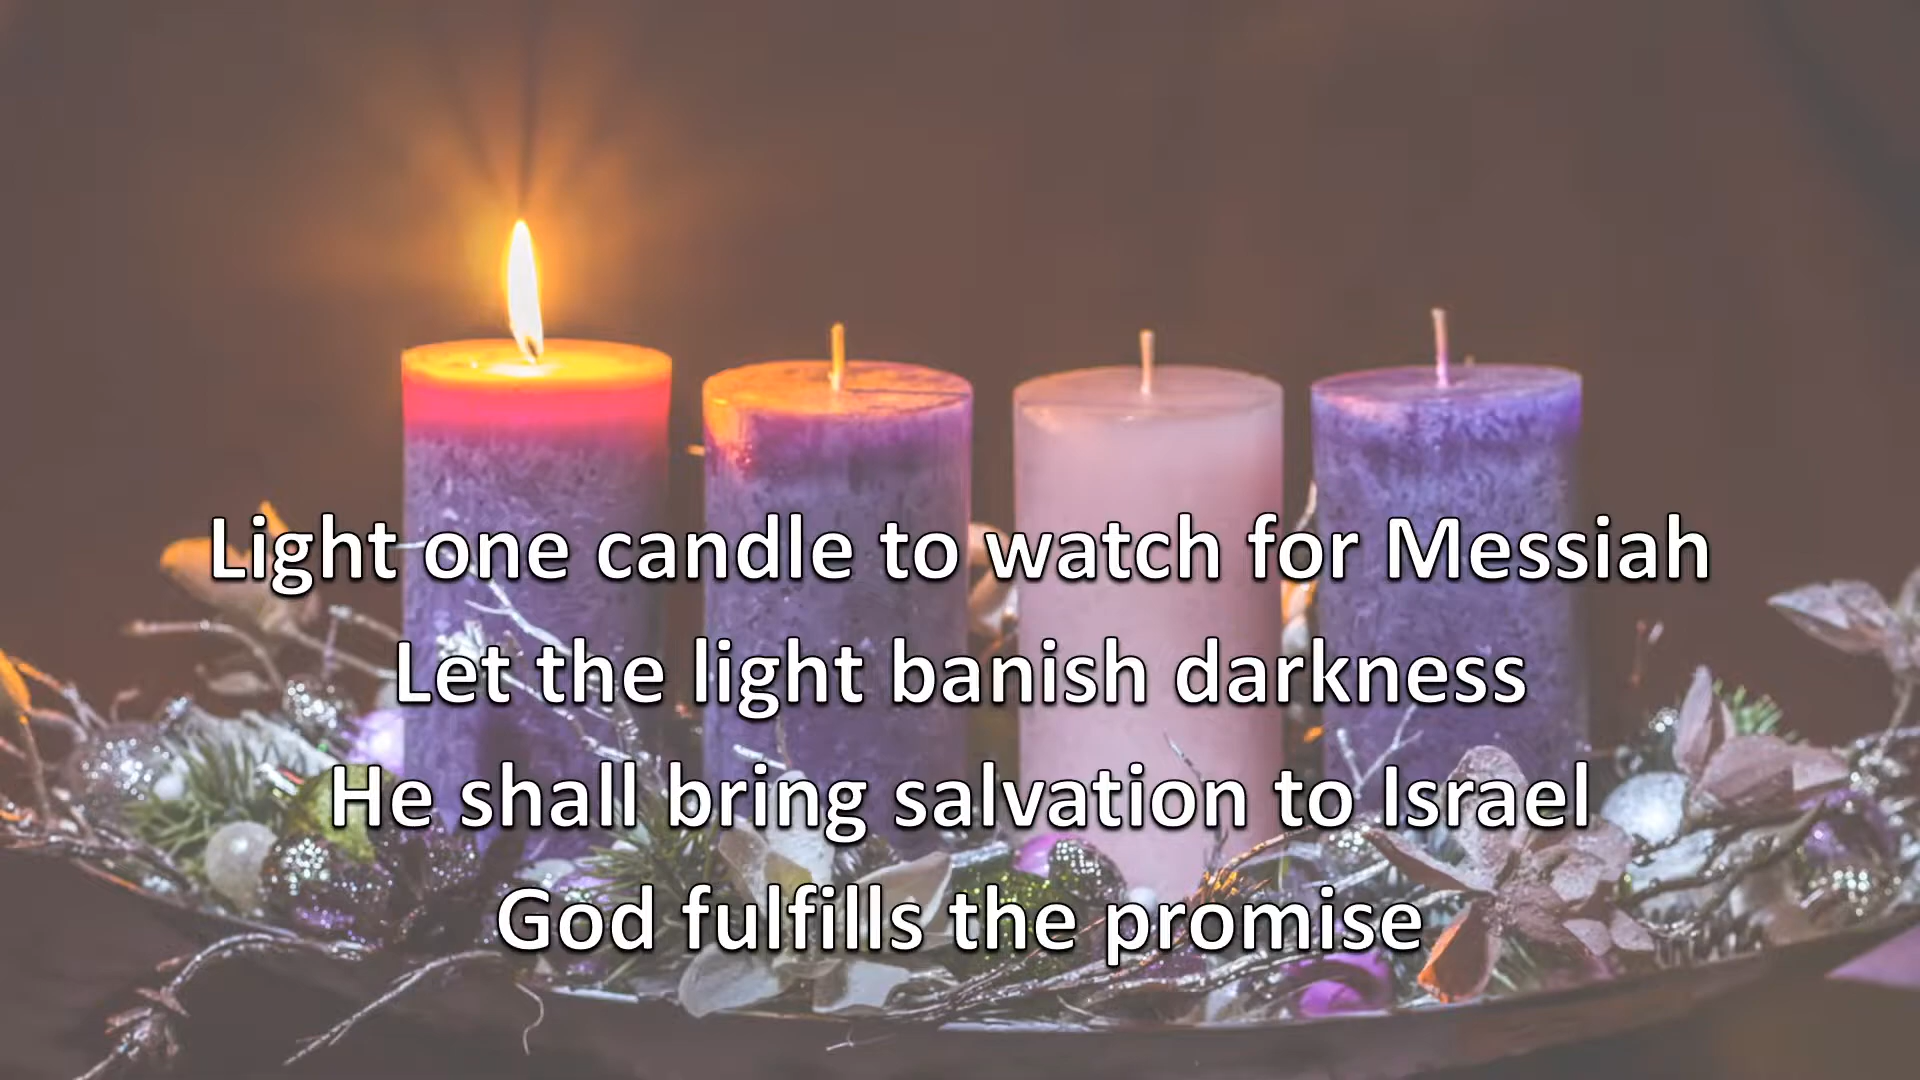 Light one candle to watch for Messiah
Let the light banish darkness
He shall bring salvation to Israel
God fulfills the promise